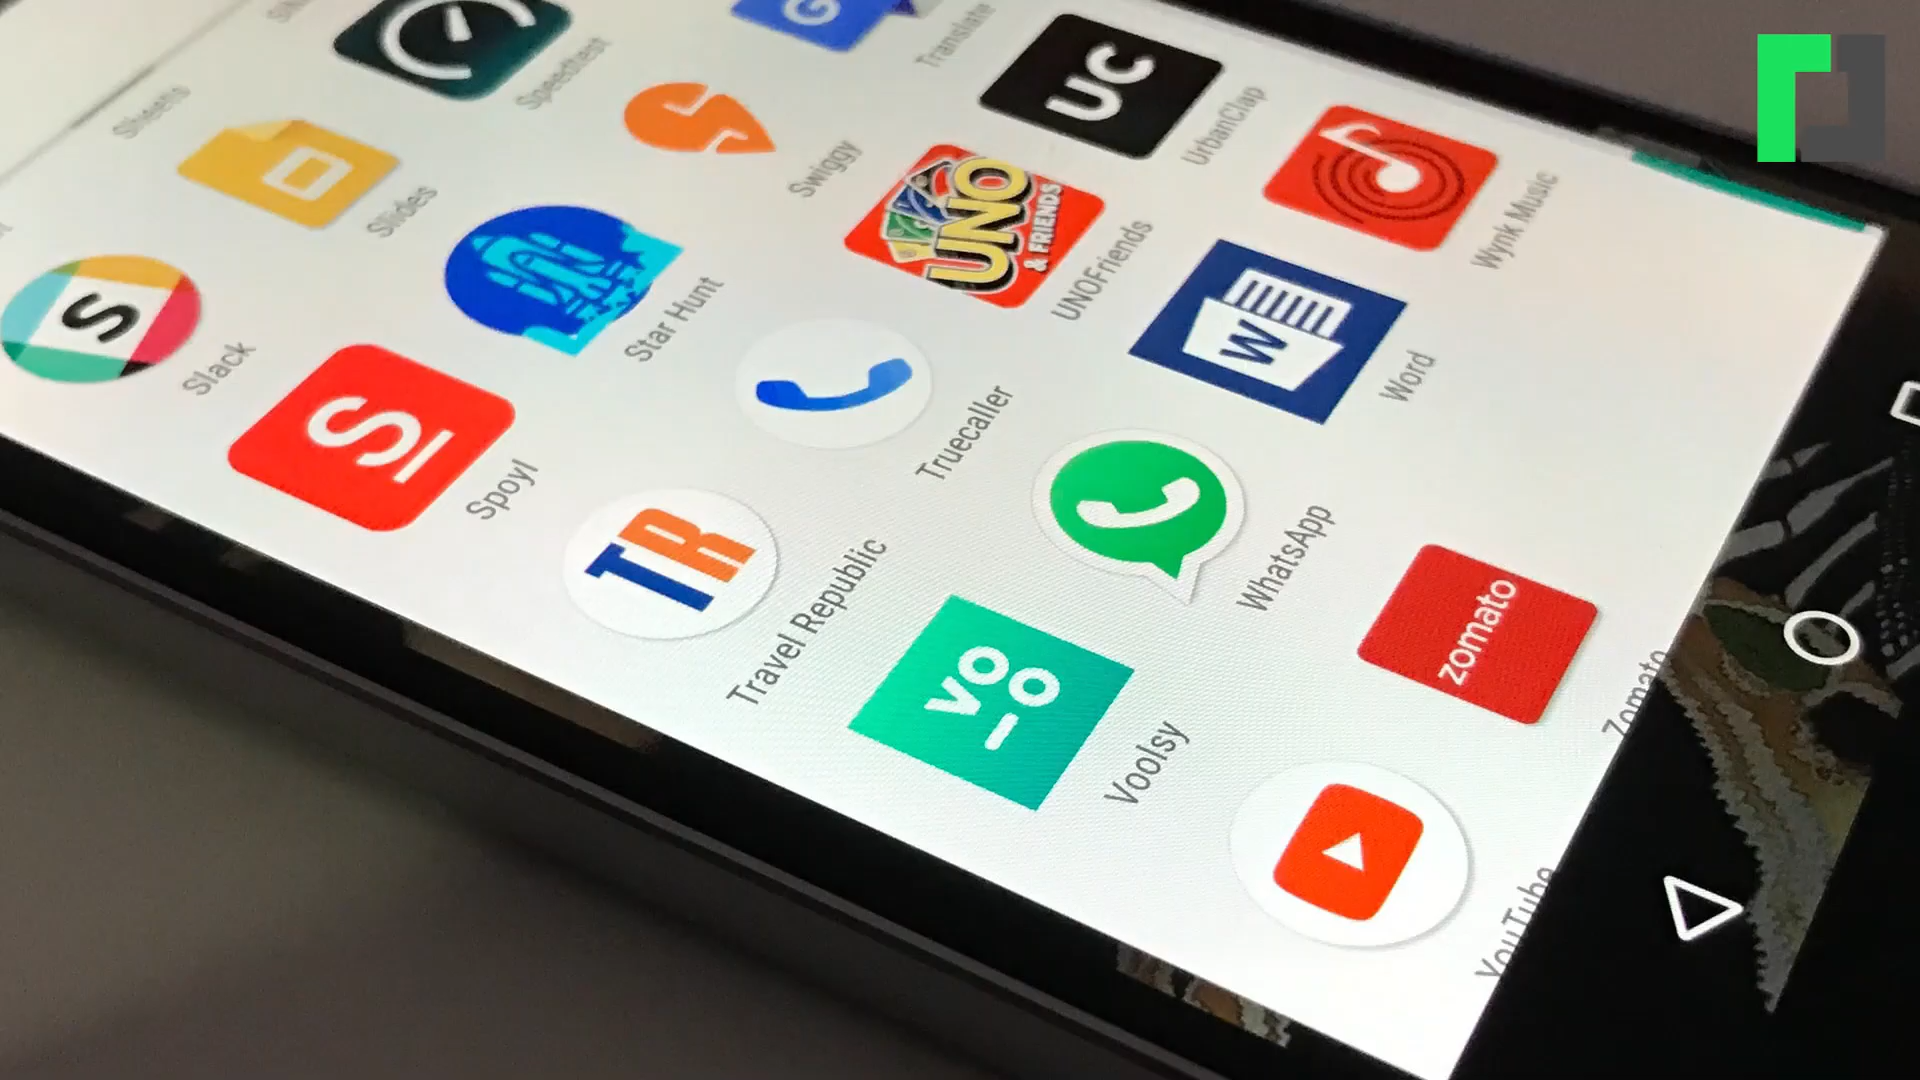 Sheets
Speedtest
G
Translate
UC
UrbanClap
Slides
Swiggy
UNO
& FRIENDS
UNOFriends
Wynk Music
S
Slack
Star Hunt
Truecaller
W
Word
S
Spoyl
TR
Travel Republic
WhatsApp
zomato
Zomato
VO
O
Voolsy
YouTube